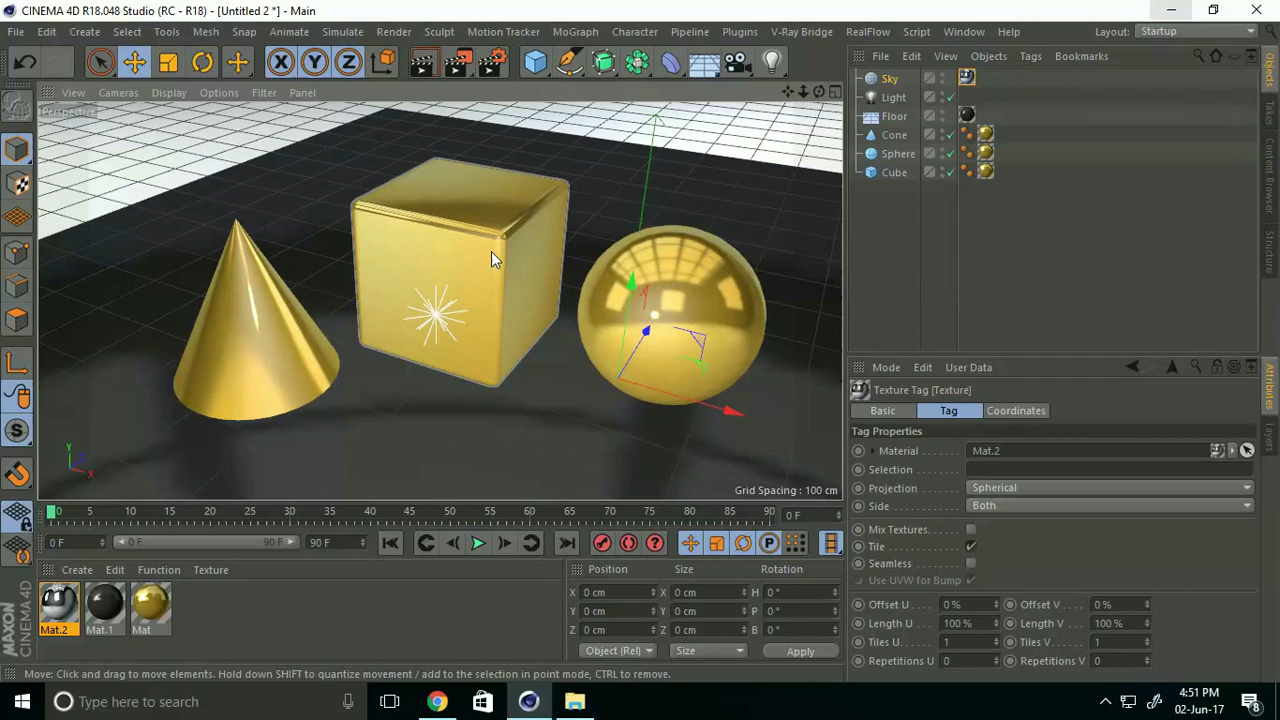 CINEMA 4D R18.048 Studio (RC - R18) - [Untitled 2 *] - Main
File Edit Create Select Tools Mesh Snap Animate Simulate Render Sculpt Motion Tracker MoGraph Character Pipeline Plugins V-Ray Bridge RealFlow Script Window Help Layout: Startup
X Y Z
File Edit View Objects Tags Bookmarks
View Cameras Display Options Filter Panel
Perspective
Sky
Light
Floor
Cone
Sphere
Cube
Objects
Takes
Content Browser
Structure
Y
X
Grid Spacing : 100 cm
Mode Edit User Data
Texture Tag [Texture]
Basic Tag Coordinates
Tag Properties
Material Mat.2
Selection
Projection Spherical
Side Both
Mix Textures
Tile
Seamless
Use UVW for Bump
Offset U 0 % Offset V 0 %
Length U 100 % Length V 100 %
Tiles U 1 Tiles V 1
Repetitions U 0 Repetitions V 0
Attributes
Layers
0 5 10 15 20 25 30 35 40 45 50 55 60 65 70 75 80 85 90 0 F
0 F 0 F 90 F 90 F
Create Edit Function Texture
Mat.2 Mat.1 Mat
Position Size Rotation
X 0 cm X 0 cm H 0 °
Y 0 cm Y 0 cm P 0 °
Z 0 cm Z 0 cm B 0 °
Object (Rel) Size Apply
MAXON
CINEMA 4D
Move: Click and drag to move elements. Hold down SHIFT to quantize movement / add to the selection in point mode, CTRL to remove.
Type here to search
4:51 PM
02-Jun-17
8